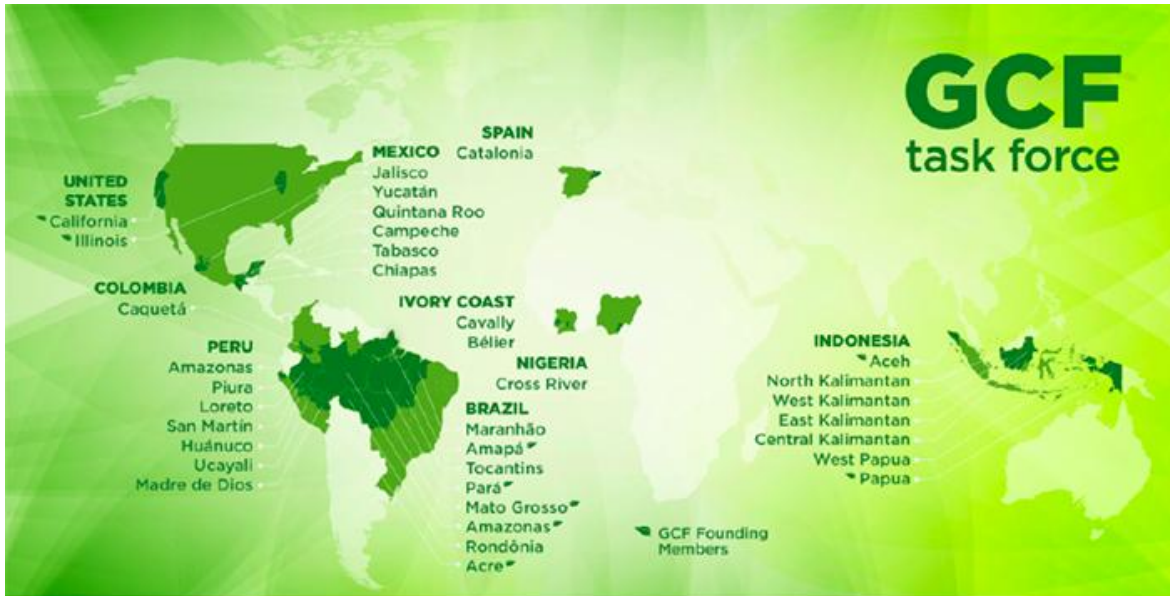 GCF
task force
UNITED
STATES
California
Illinois
MEXICO
Jalisco
Yucatán
Quintana Roo
Campeche
Tabasco
Chiapas
SPAIN
Catalonia
COLOMBIA
Caquetá
IVORY COAST
Cavally
Bélier
NIGERIA
Cross River
PERU
Amazonas
Piura
Loreto
San Martín
Huánuco
Ucayali
Madre de Dios
BRAZIL
Maranhão
Amapá
Tocantins
Pará
Mato Grosso
Amazonas
Rondônia
Acre
INDONESIA
Aceh
North Kalimantan
West Kalimantan
East Kalimantan
Central Kalimantan
West Papua
Papua
GCF Founding
Members